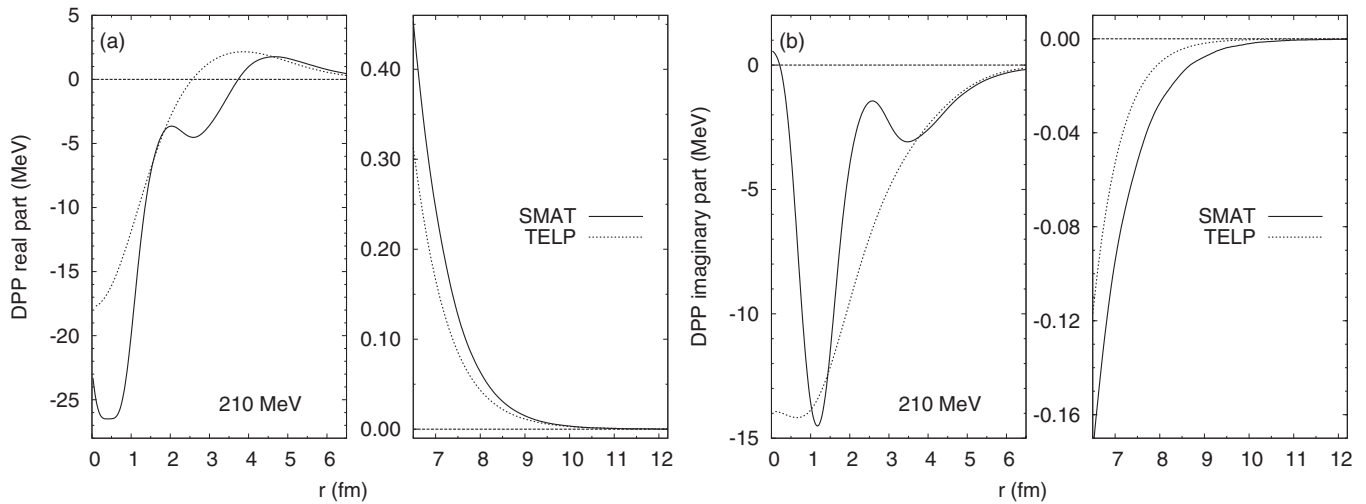 (a)
DPP real part (MeV)
5
0
-5
-10
-15
-20
-25
210 MeV
0 1 2 3 4 5 6
0.40
0.30
0.20
0.10
0.00
SMAT
TELP
7 8 9 10 11 12
r (fm)
(b)
DPP imaginary part (MeV)
0
-5
-10
-15
210 MeV
0 1 2 3 4 5 6
0.00
-0.04
-0.08
-0.12
-0.16
SMAT
TELP
7 8 9 10 11 12
r (fm)